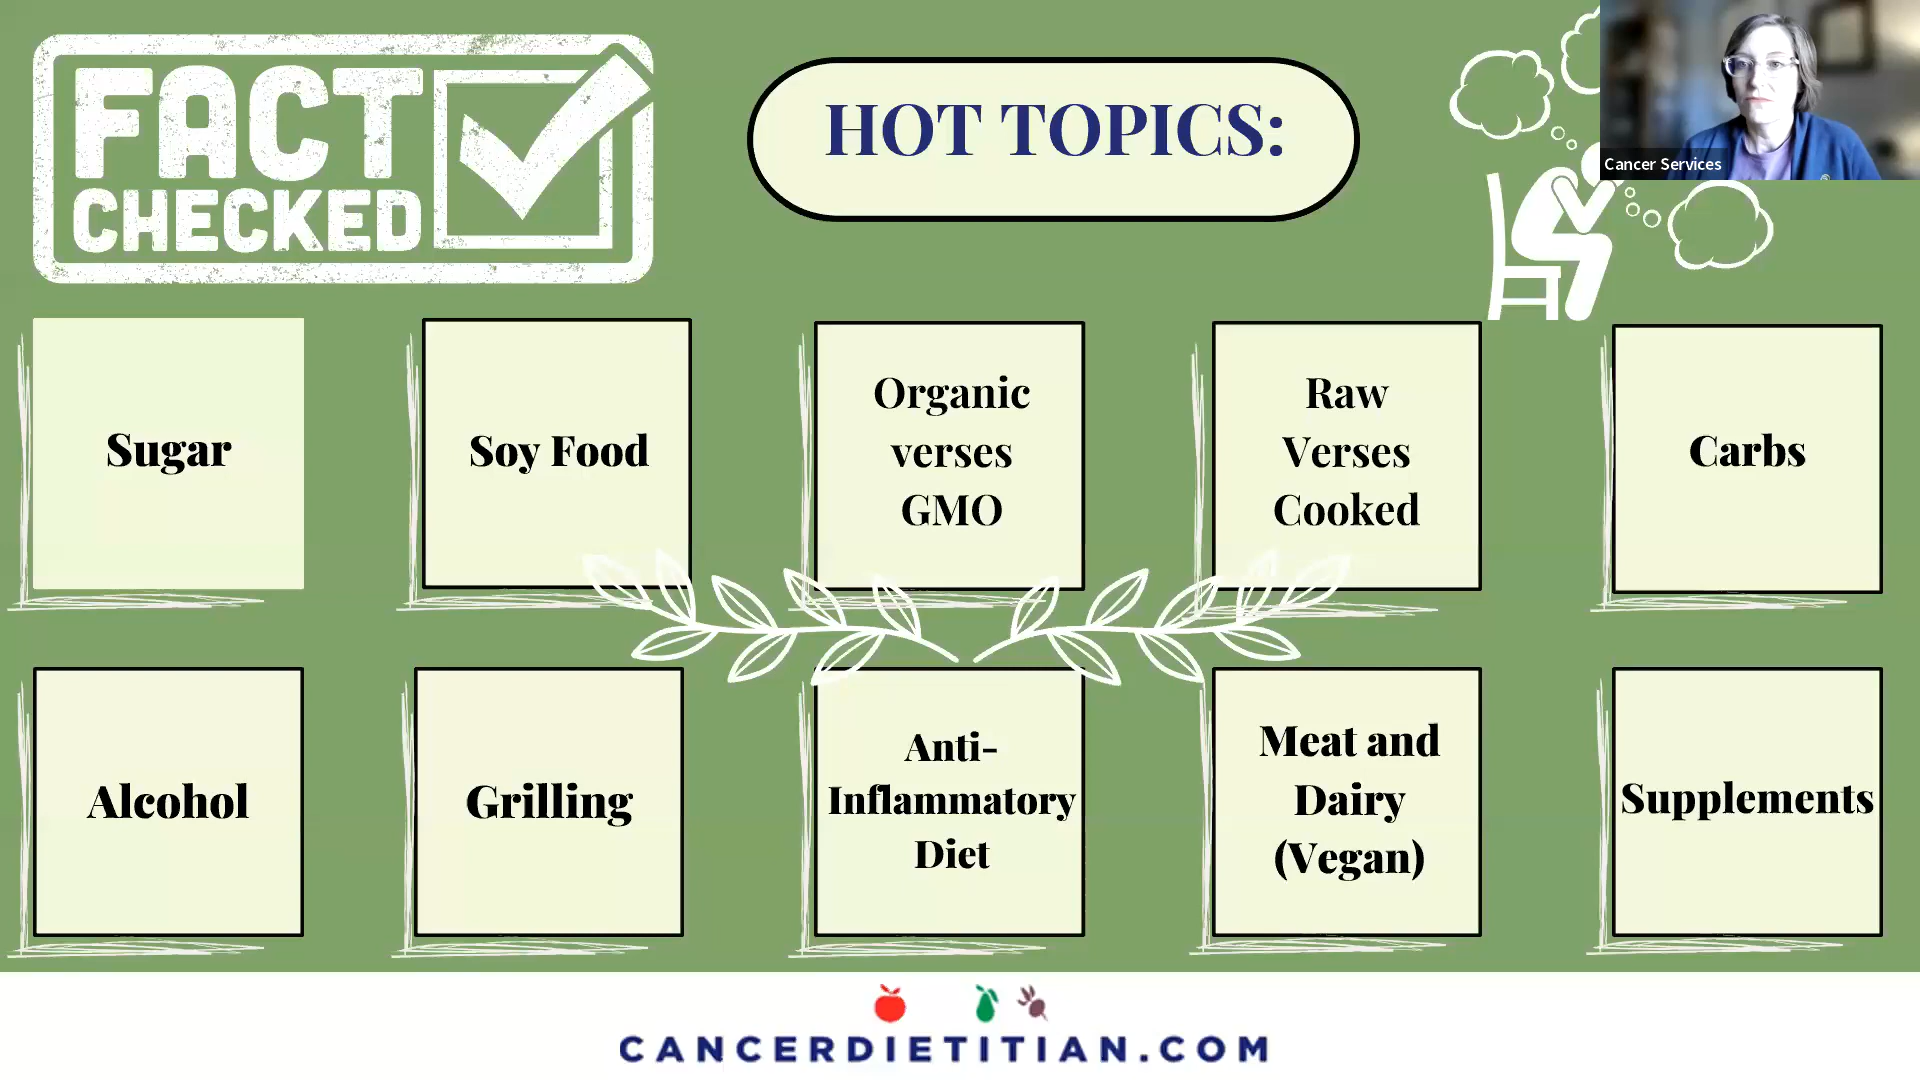 FACT
CHECKED
HOT TOPICS:
Cancer Services
Sugar
Soy Food
Organic
verses
GMO
Raw
Verses
Cooked
Carbs
Alcohol
Grilling
Anti-
Inflammatory
Diet
Meat and
Dairy
(Vegan)
Supplements
CANCERDIETITIAN.COM